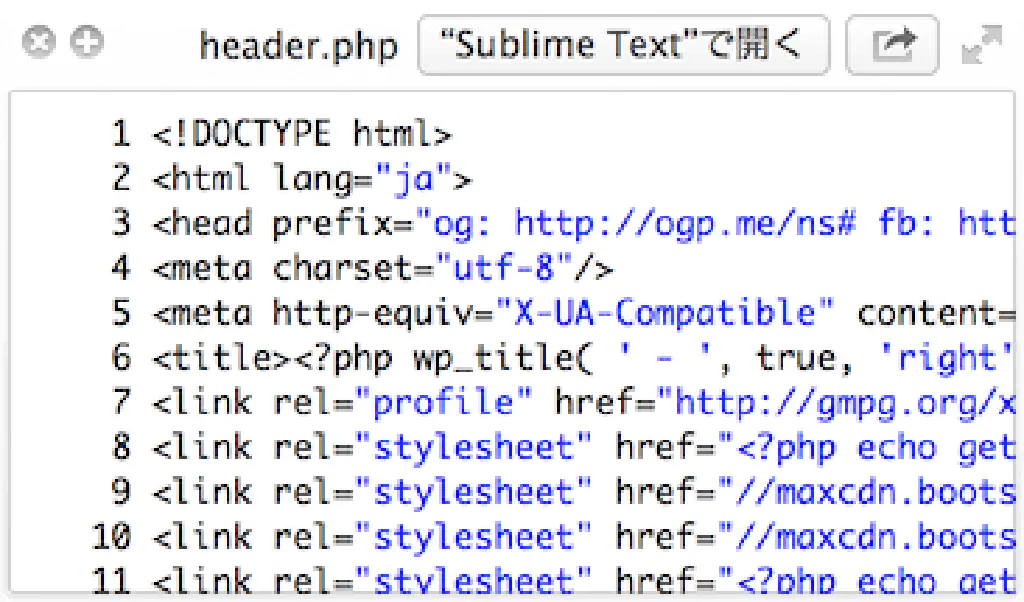 header.php “Sublime Text”で開く
1 <!DOCTYPE html>
2 <html lang="ja">
3 <head prefix="og: http://ogp.me/ns# fb: htt
4 <meta charset="utf-8"/>
5 <meta http-equiv="X-UA-Compatible" content=
6 <title><?php wp_title( ' - ', true, 'right'
7 <link rel="profile" href="http://gmpg.org/x
8 <link rel="stylesheet" href="<?php echo get
9 <link rel="stylesheet" href="//maxcdn.boots
10 <link rel="stylesheet" href="//maxcdn.boots
11 <link rel="stylesheet" href="<?php echo get